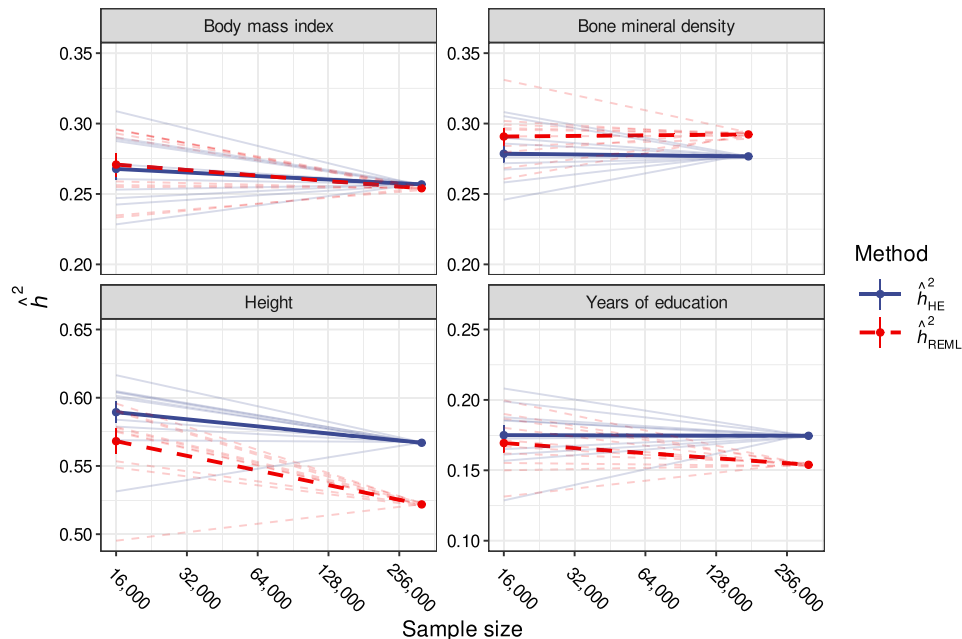 Body mass index
Bone mineral density
0.35
0.30
0.25
0.20
0.35
0.30
0.25
0.20
Height
Years of education
0.65
0.60
0.55
0.50
0.25
0.20
0.15
0.10
16,000
32,000
64,000
128,000
256,000
16,000
32,000
64,000
128,000
256,000
Sample size
ĥ²
Method
ĥ²HE
ĥ²REML